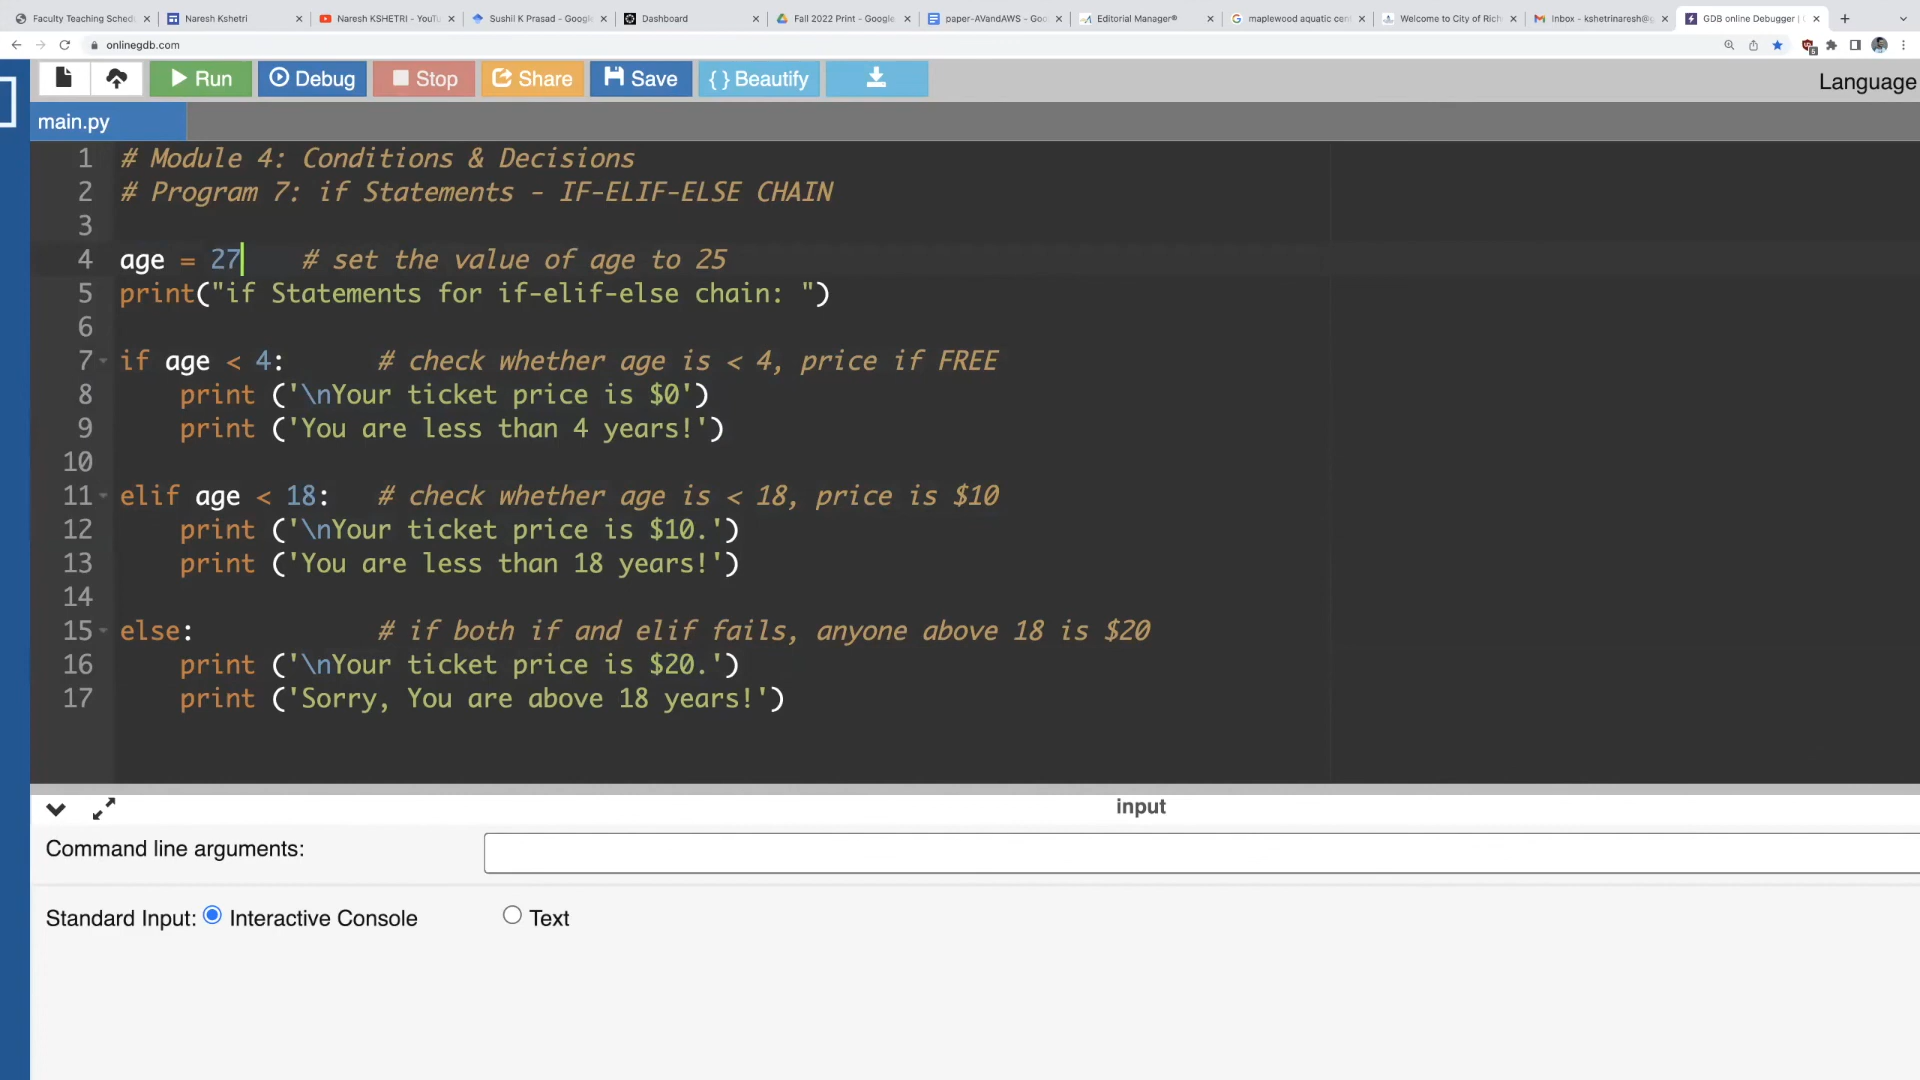 Faculty Teaching Sched
Naresh Kshetri
Naresh KSHETRI - YouTu
Sushil K Prasad - Google
Dashboard
Fall 2022 Print - Google
paper-AVandAWS - Goo
Editorial Manager®
maplewood aquatic cen
Welcome to City of Rich
Inbox - kshetrinaresh@g
GDB online Debugger |
onlinegdb.com
Run
Debug
Stop
Share
Save
{ } Beautify
Language
main.py
1 # Module 4: Conditions & Decisions
2 # Program 7: if Statements - IF-ELIF-ELSE CHAIN
3
4 age = 27 # set the value of age to 25
5 print("if Statements for if-elif-else chain: ")
6
7 if age < 4: # check whether age is < 4, price if FREE
8 print ('\nYour ticket price is $0')
9 print ('You are less than 4 years!')
10
11 elif age < 18: # check whether age is < 18, price is $10
12 print ('\nYour ticket price is $10.')
13 print ('You are less than 18 years!')
14
15 else: # if both if and elif fails, anyone above 18 is $20
16 print ('\nYour ticket price is $20.')
17 print ('Sorry, You are above 18 years!')
input
Command line arguments:
Standard Input: Interactive Console Text